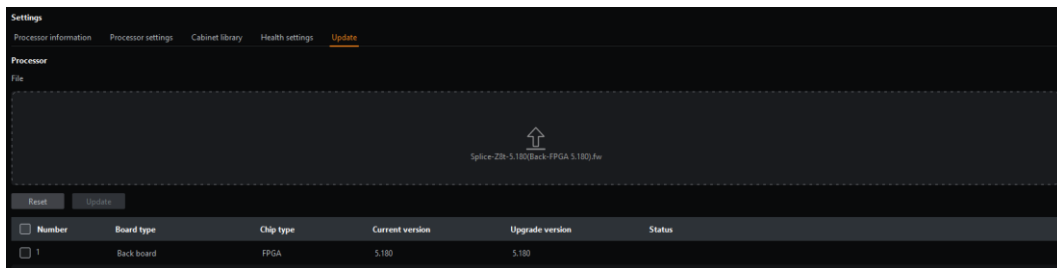 Settings
Processor information Processor settings Cabinet library Health settings Update
Processor
File
Splice-Z8t-5.180(Back-FPGA 5.180).fw
Reset Update
Number Board type Chip type Current version Upgrade version Status
1 Back board FPGA 5.180 5.180